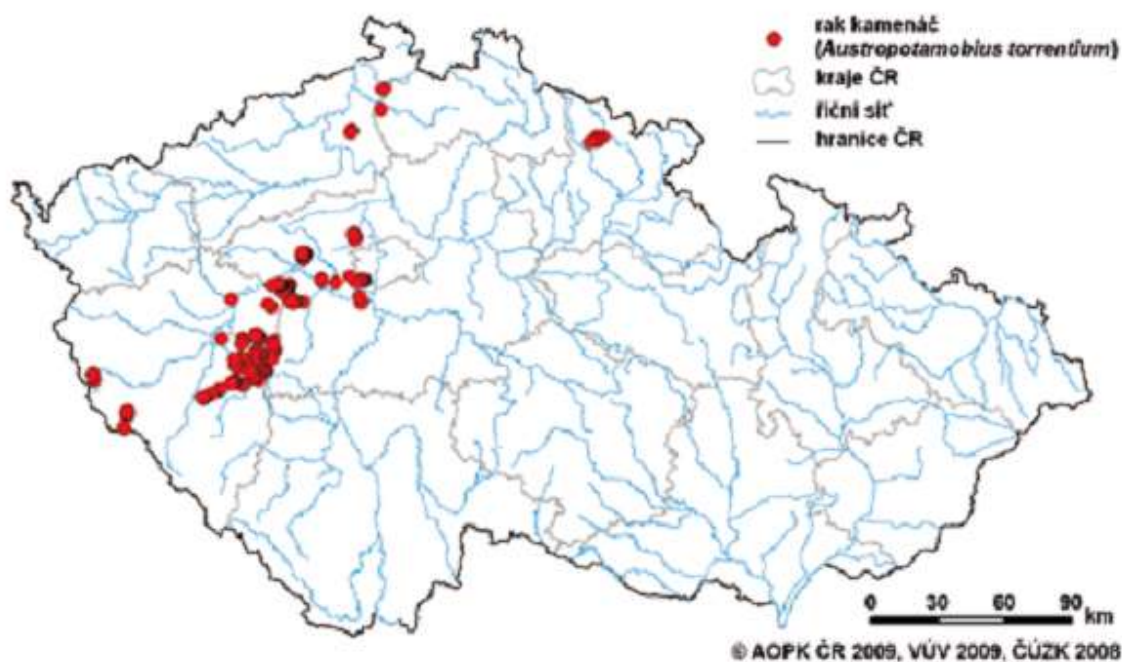 rak kamenáč
(Austropotamobius torrentium)
kraje ČR
říční síť
hranice ČR
0 30 60 90 km
© AOPK ČR 2009, VÚV 2009, ČÚZK 2008